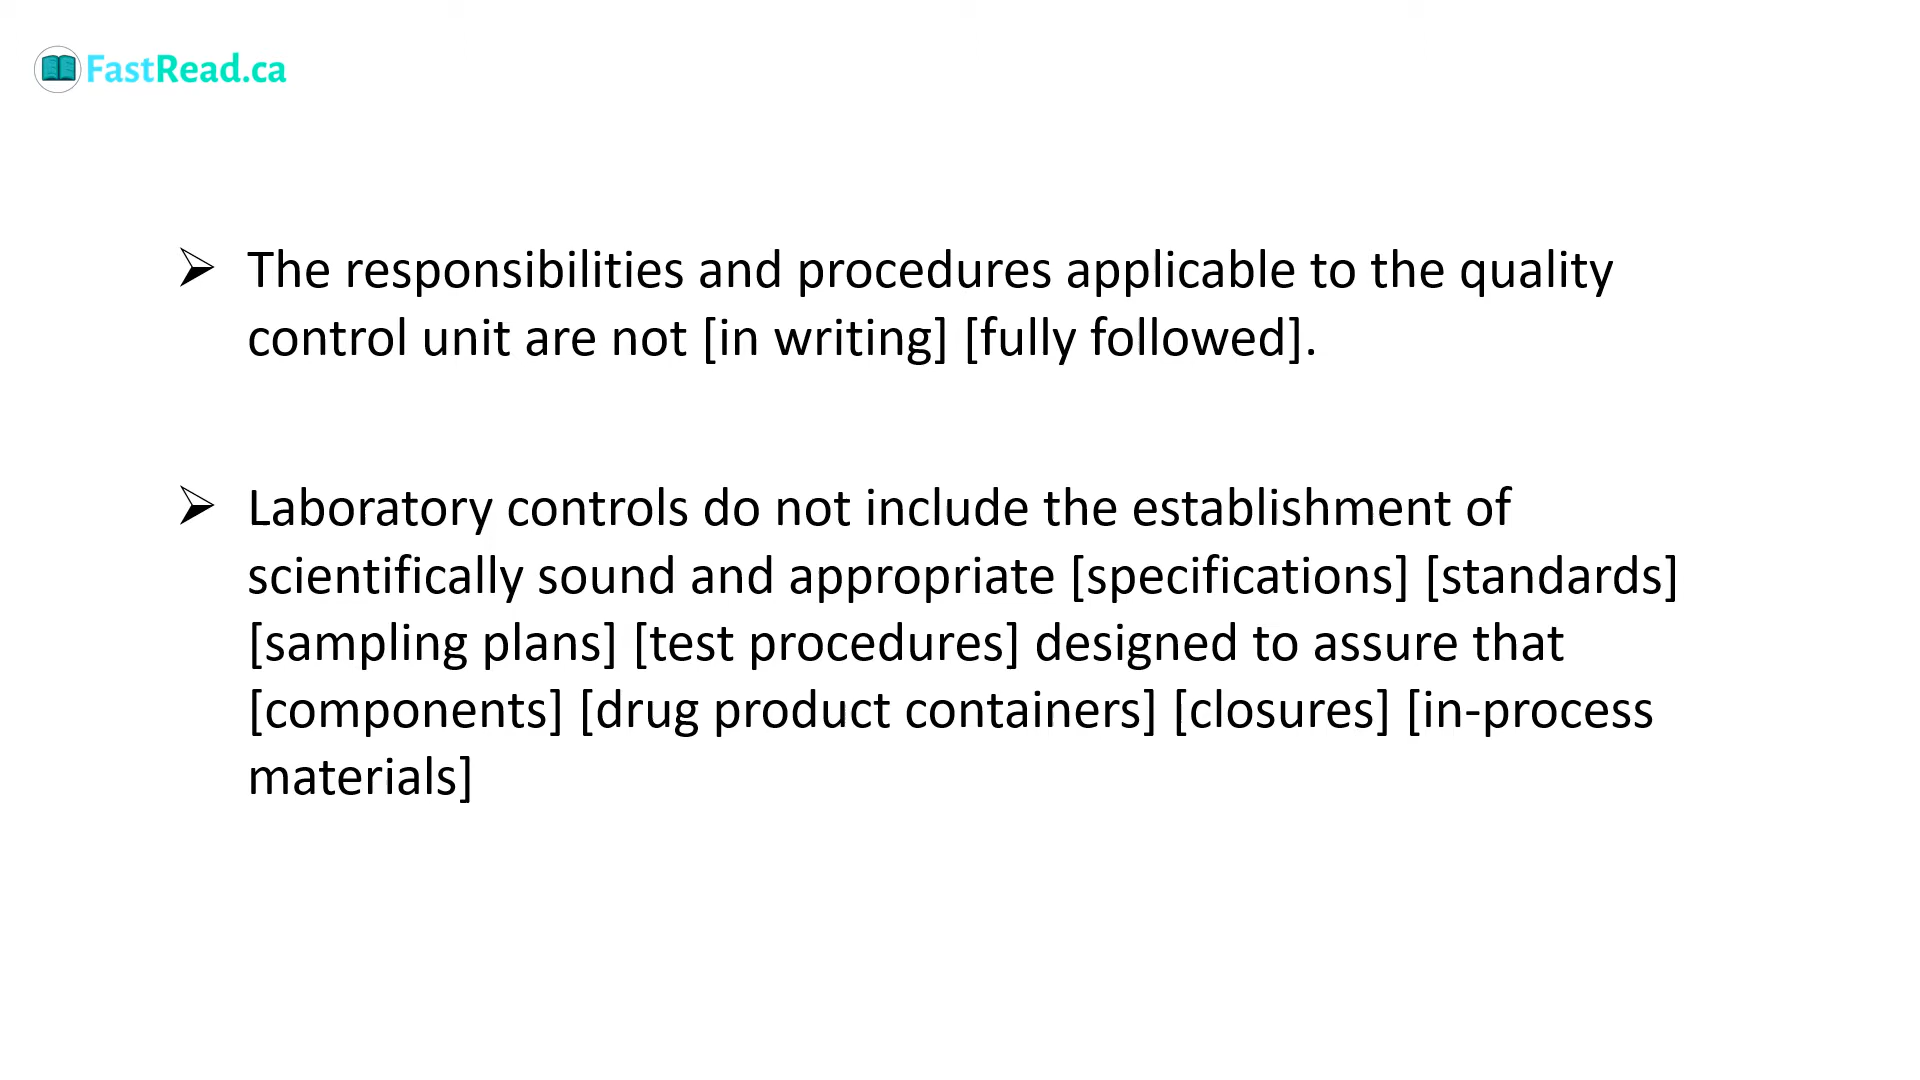 FastRead.ca
➢ The responsibilities and procedures applicable to the quality
control unit are not [in writing] [fully followed].
➢ Laboratory controls do not include the establishment of
scientifically sound and appropriate [specifications] [standards]
[sampling plans] [test procedures] designed to assure that
[components] [drug product containers] [closures] [in-process
materials]